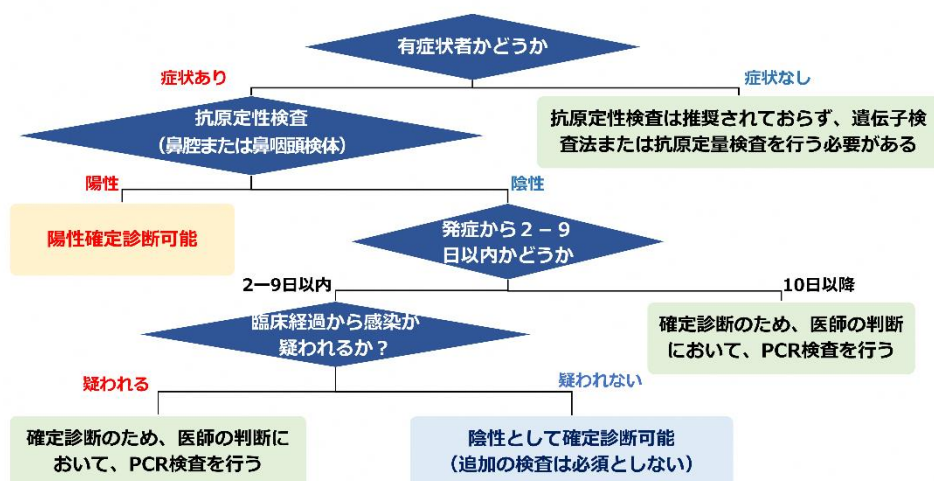 有症状者かどうか
症状あり
症状なし
抗原定性検査
（鼻腔または鼻咽頭検体）
抗原定性検査は推奨されておらず、遺伝子検
査法または抗原定量検査を行う必要がある
陽性
陰性
陽性確定診断可能
発症から２－９
日以内かどうか
2ー9日以内
10日以降
臨床経過から感染が
疑われるか？
確定診断のため、医師の判断
において、PCR検査を行う
疑われる
疑われない
確定診断のため、医師の判断に
おいて、PCR検査を行う
陰性として確定診断可能
（追加の検査は必須としない）